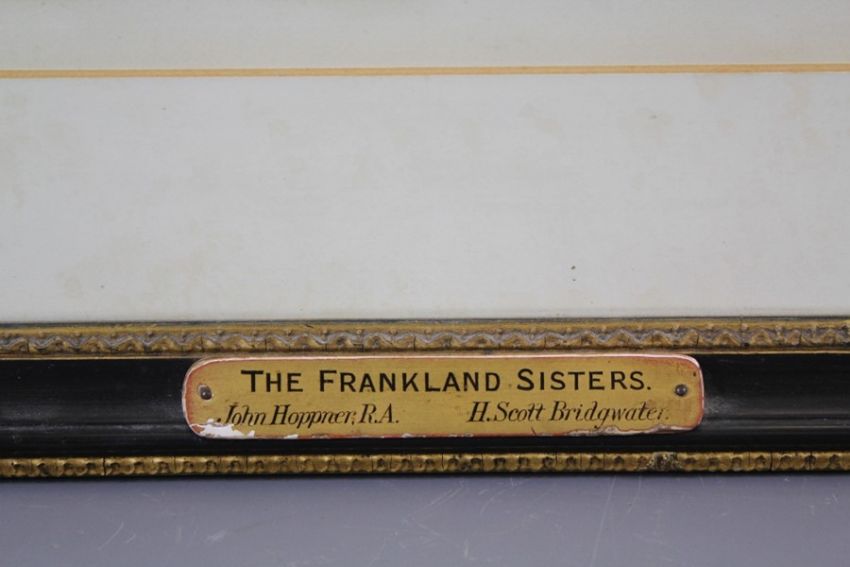 THE FRANKLAND SISTERS.
John Hoppner, R.A. H. Scott Bridgwater.